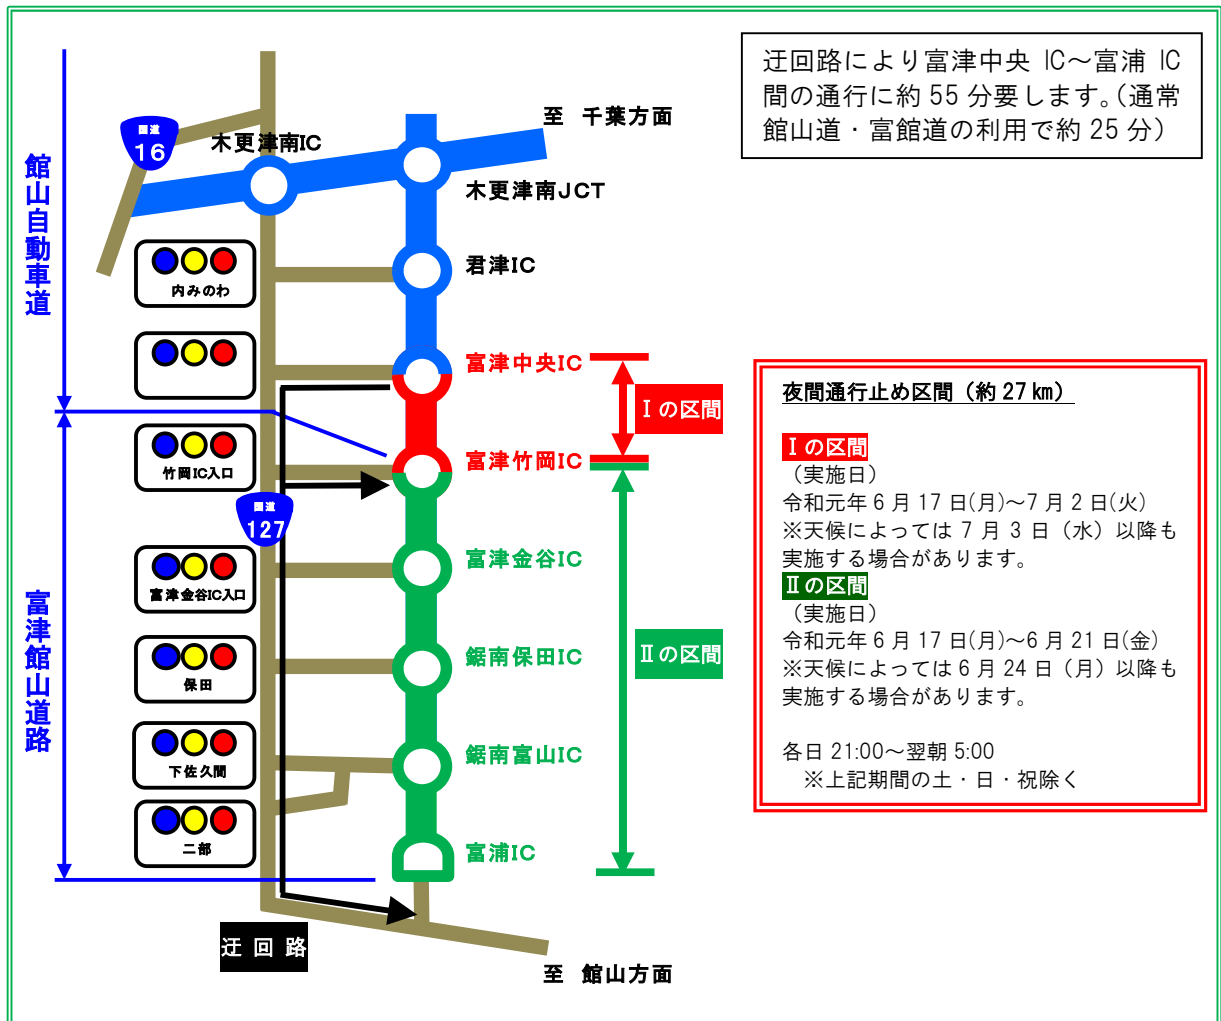 迂回路により富津中央 IC～富浦 IC
間の通行に約 55 分要します。(通常
館山道・富館道の利用で約 25 分)
至 千葉方面
国道
16
木更津南IC
木更津南JCT
館山自動車道
君津IC
内みのわ
富津中央IC
Ⅰの区間
富津竹岡IC
竹岡IC入口
国道
127
富津金谷IC
富津金谷IC入口
富津館山道路
鋸南保田IC
保田
Ⅱの区間
鋸南富山IC
下佐久間
二部
富浦IC
迂回路
至 館山方面
夜間通行止め区間（約 27 ㎞）
Ⅰの区間
（実施日）
令和元年 6 月 17 日(月)～7 月 2 日(火)
※天候によっては 7 月 3 日（水）以降も
実施する場合があります。
Ⅱの区間
（実施日）
令和元年 6 月 17 日(月)～6 月 21 日(金)
※天候によっては 6 月 24 日（月）以降も
実施する場合があります。
各日 21:00～翌朝 5:00
※上記期間の土・日・祝除く